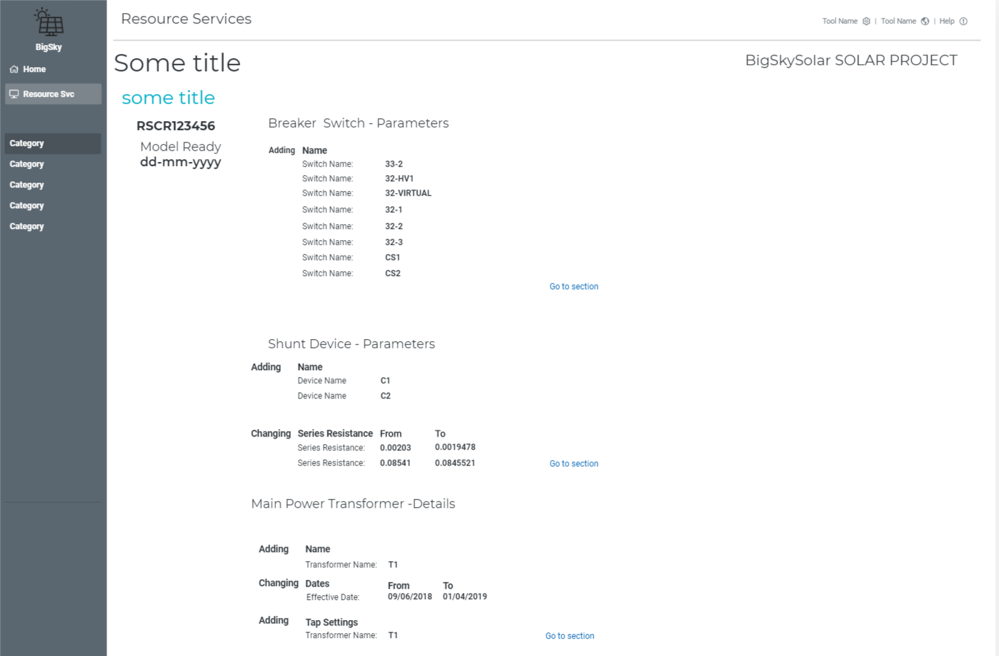 BigSky
Home
Resource Svc
Category
Category
Category
Category
Category
Resource Services
Tool Name | Tool Name | Help
Some title
BigSkySolar SOLAR PROJECT
some title
RSCR123456
Model Ready
dd-mm-yyyy
Breaker Switch - Parameters
Adding Name
Switch Name: 33-2
Switch Name: 32-HV1
Switch Name: 32-VIRTUAL
Switch Name: 32-1
Switch Name: 32-2
Switch Name: 32-3
Switch Name: CS1
Switch Name: CS2
Go to section
Shunt Device - Parameters
Adding Name
Device Name C1
Device Name C2
Changing Series Resistance From To
Series Resistance: 0.00203 0.0019478
Series Resistance: 0.08541 0.0845521
Go to section
Main Power Transformer -Details
Adding Name
Transformer Name: T1
Changing Dates From To
Effective Date: 09/06/2018 01/04/2019
Adding Tap Settings
Transformer Name: T1
Go to section